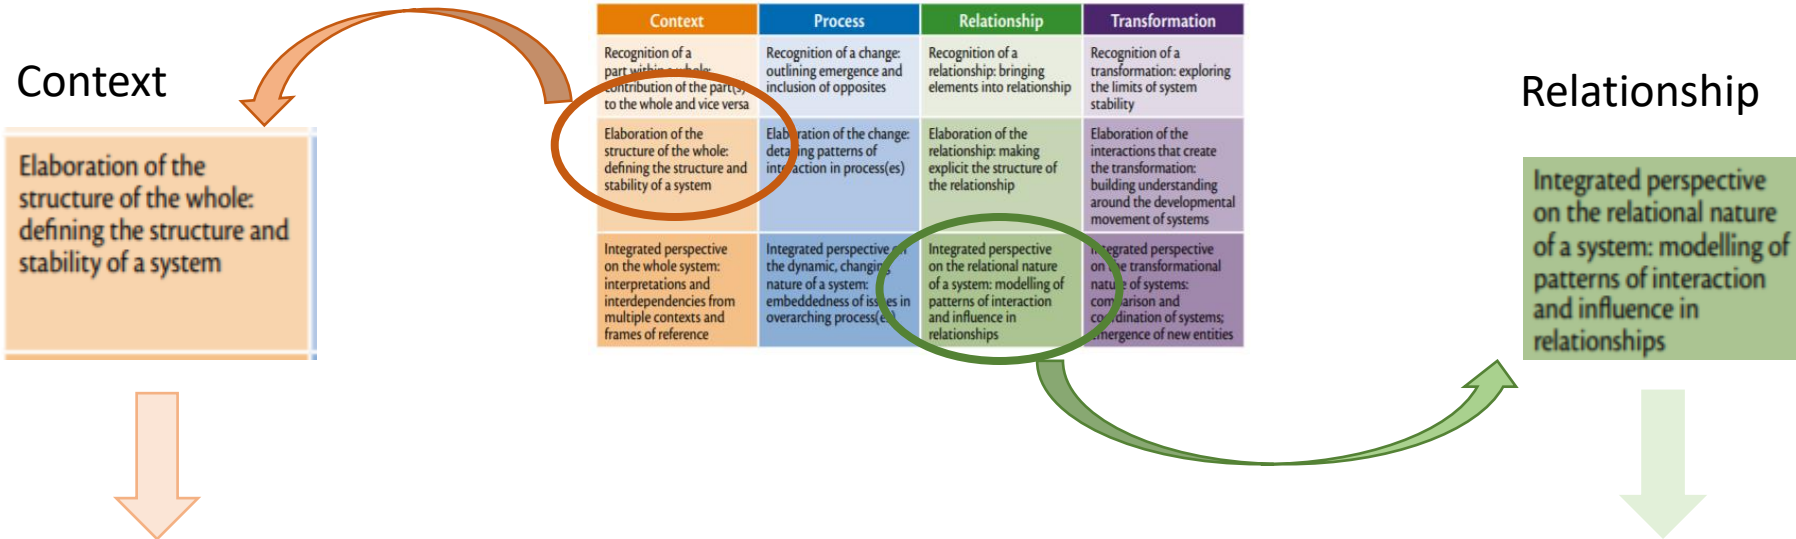 Context
Elaboration of the
structure of the whole:
defining the structure and
stability of a system
Context
Process
Relationship
Transformation
Recognition of a
part within a whole:
contribution of the part(s)
to the whole and vice versa
Recognition of a change:
outlining emergence and
inclusion of opposites
Recognition of a
relationship: bringing
elements into relationship
Recognition of a
transformation: exploring
the limits of system
stability
Elaboration of the
structure of the whole:
defining the structure and
stability of a system
Elaboration of the change:
detailing patterns of
interaction in process(es)
Elaboration of the
relationship: making
explicit the structure of
the relationship
Elaboration of the
interactions that create
the transformation:
building understanding
around the developmental
movement of systems
Integrated perspective
on the whole system:
interpretations and
interdependencies from
multiple contexts and
frames of reference
Integrated perspective on
the dynamic, changing
nature of a system:
embeddedness of issues in
overarching process(es)
Integrated perspective
on the relational nature
of a system: modelling of
patterns of interaction
and influence in
relationships
Integrated perspective
on the transformational
nature of systems:
comparison and
coordination of systems;
emergence of new entities
Relationship
Integrated perspective
on the relational nature
of a system: modelling of
patterns of interaction
and influence in
relationships